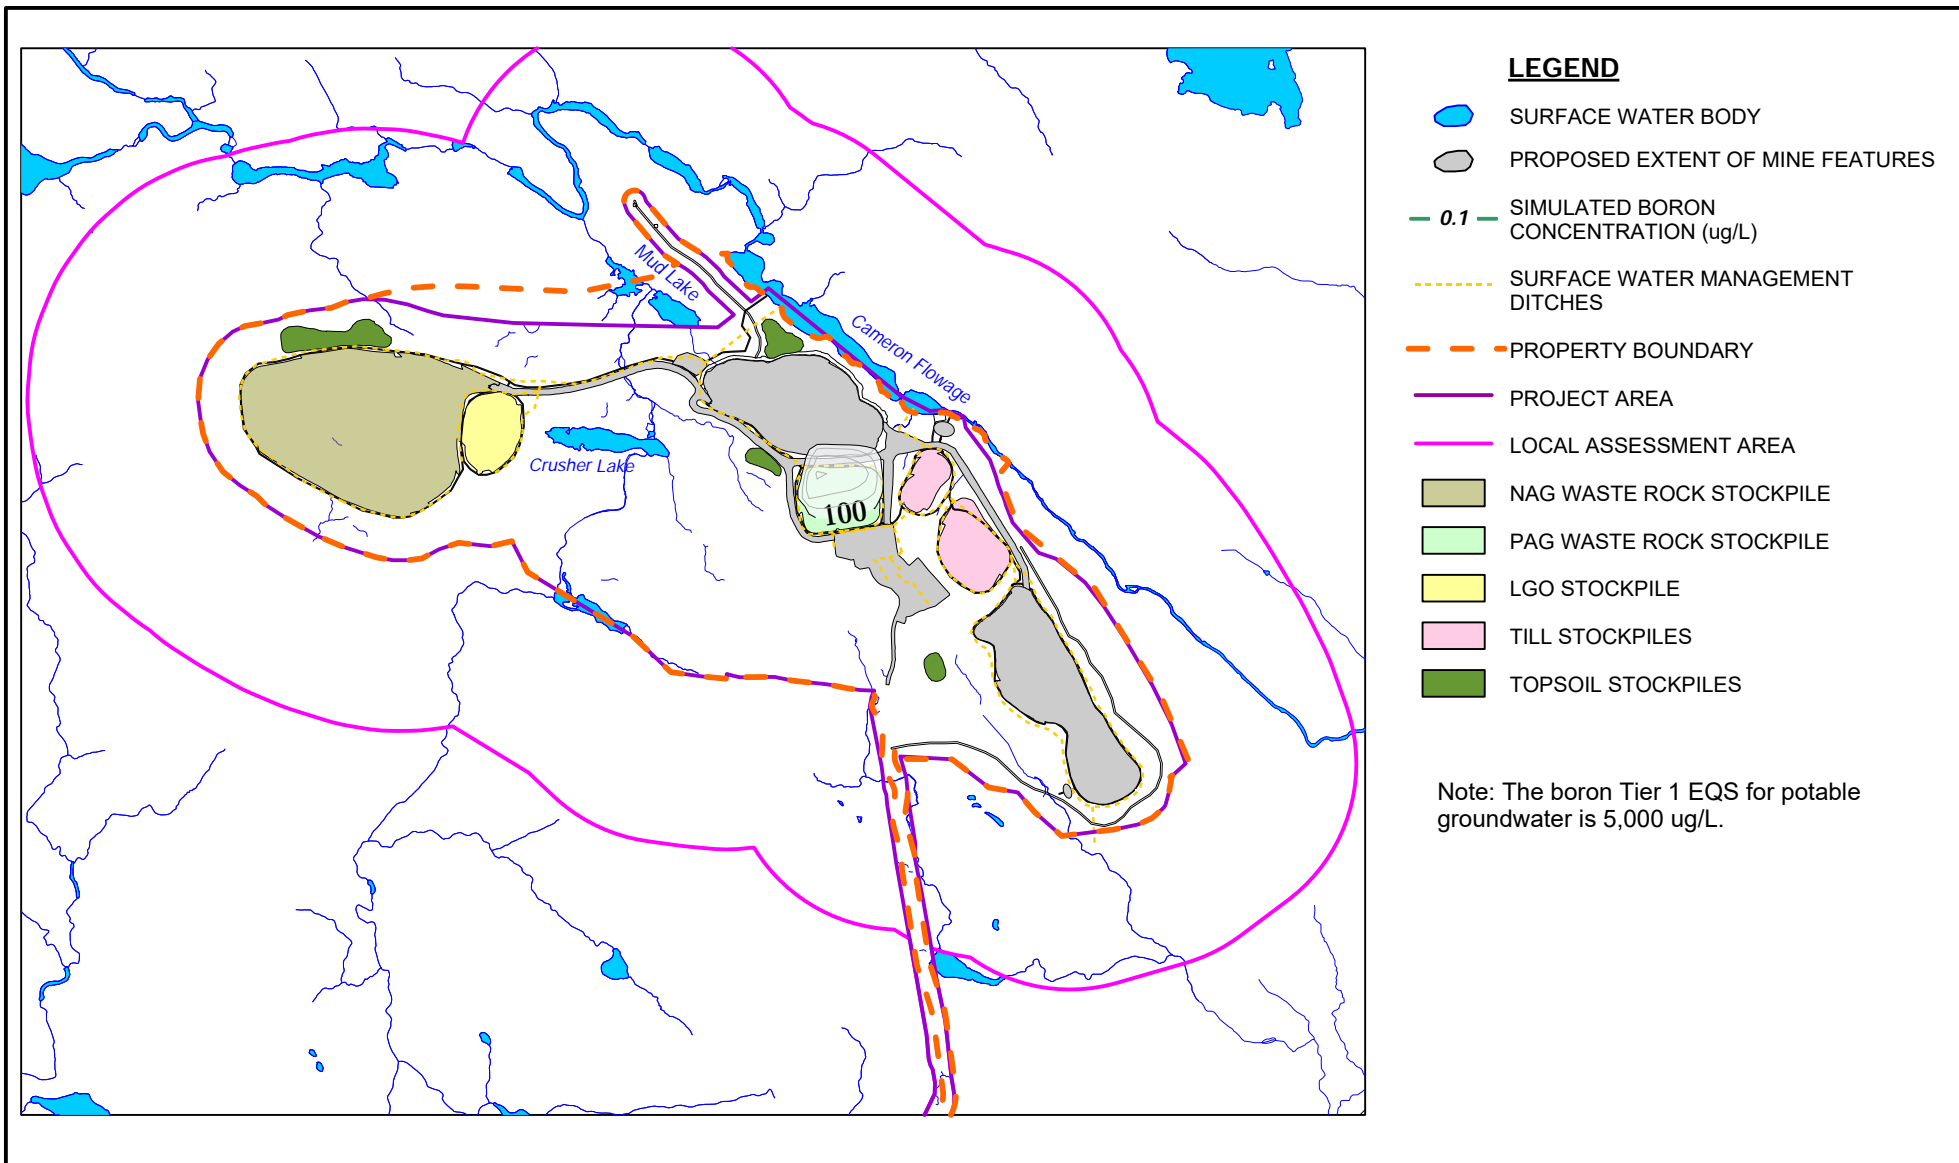 LEGEND
SURFACE WATER BODY
PROPOSED EXTENT OF MINE FEATURES
0.1
SIMULATED BORON
CONCENTRATION (ug/L)
SURFACE WATER MANAGEMENT
DITCHES
PROPERTY BOUNDARY
PROJECT AREA
LOCAL ASSESSMENT AREA
NAG WASTE ROCK STOCKPILE
PAG WASTE ROCK STOCKPILE
LGO STOCKPILE
TILL STOCKPILES
TOPSOIL STOCKPILES
Note: The boron Tier 1 EQS for potable
groundwater is 5,000 ug/L.
Mud Lake
Cameron Flowage
Crusher Lake
100